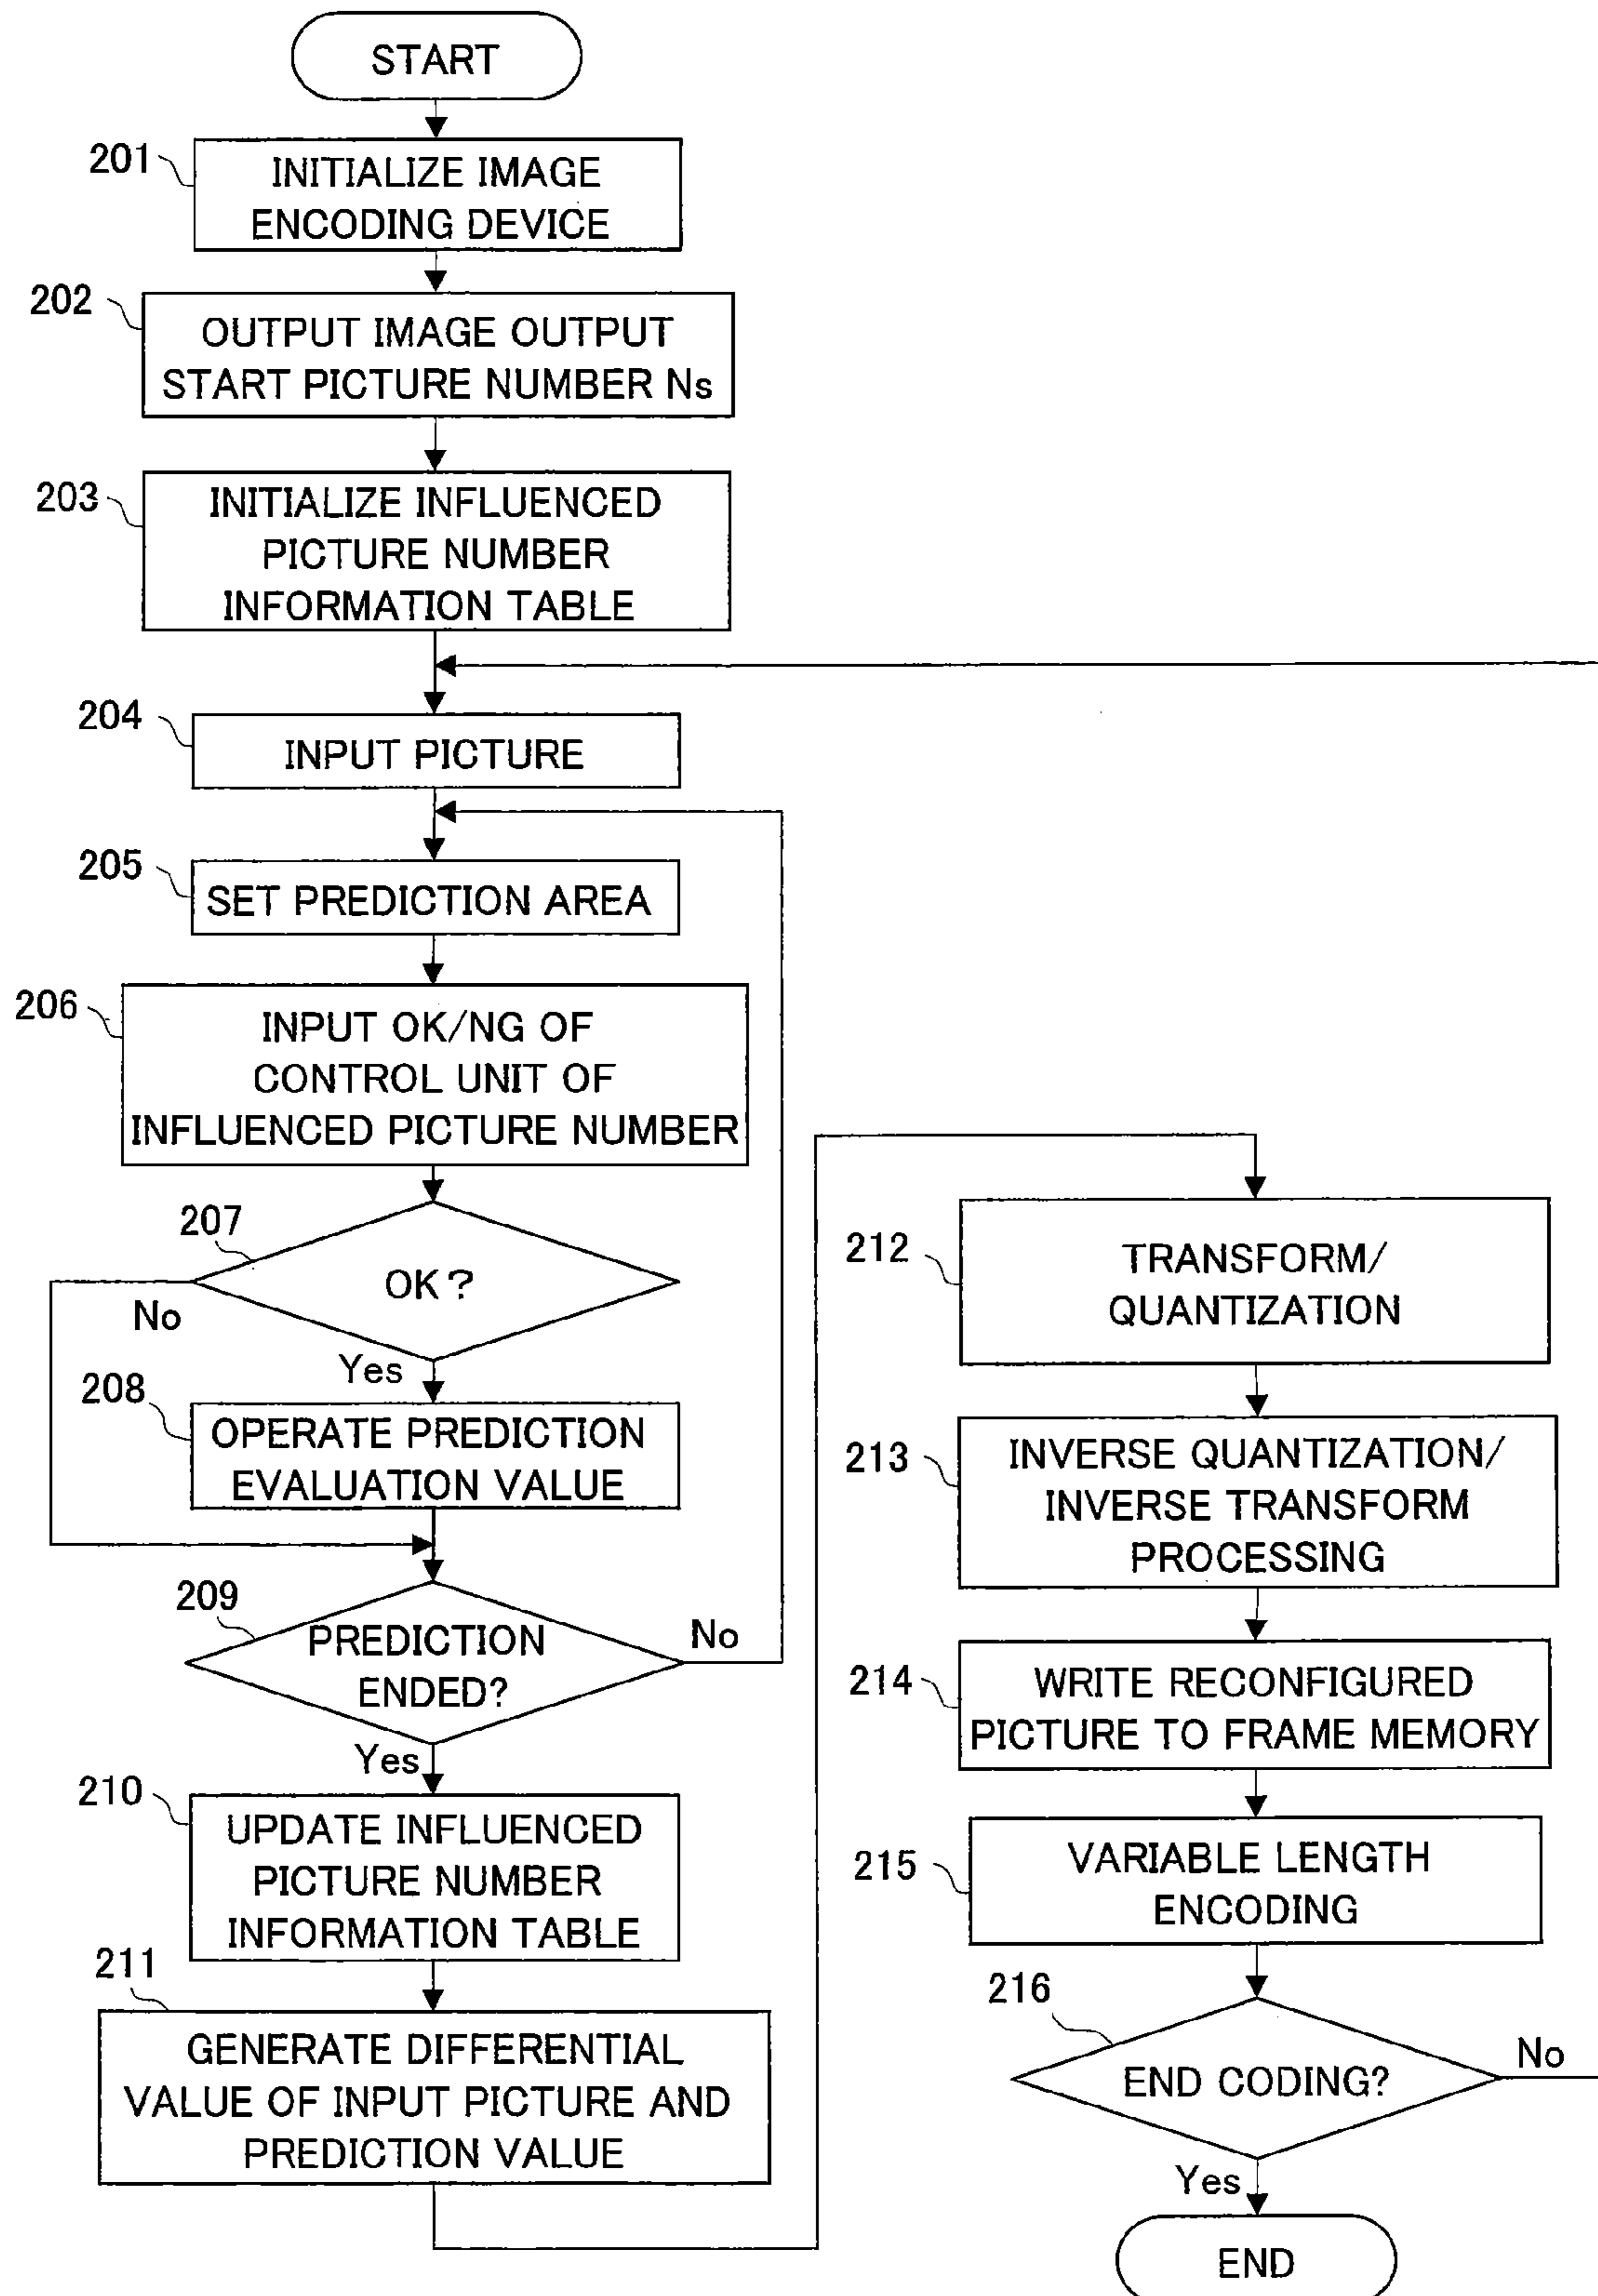 START
201
INITIALIZE IMAGE
ENCODING DEVICE
202
OUTPUT IMAGE OUTPUT
START PICTURE NUMBER Ns
203
INITIALIZE INFLUENCED
PICTURE NUMBER
INFORMATION TABLE
204
INPUT PICTURE
205
SET PREDICTION AREA
206
INPUT OK/NG OF
CONTROL UNIT OF
INFLUENCED PICTURE NUMBER
207
OK?
No
Yes
208
OPERATE PREDICTION
EVALUATION VALUE
209
PREDICTION
ENDED?
No
Yes
210
UPDATE INFLUENCED
PICTURE NUMBER
INFORMATION TABLE
211
GENERATE DIFFERENTIAL
VALUE OF INPUT PICTURE AND
PREDICTION VALUE
212
TRANSFORM/
QUANTIZATION
213
INVERSE QUANTIZATION/
INVERSE TRANSFORM
PROCESSING
214
WRITE RECONFIGURED
PICTURE TO FRAME MEMORY
215
VARIABLE LENGTH
ENCODING
216
END CODING?
No
Yes
END